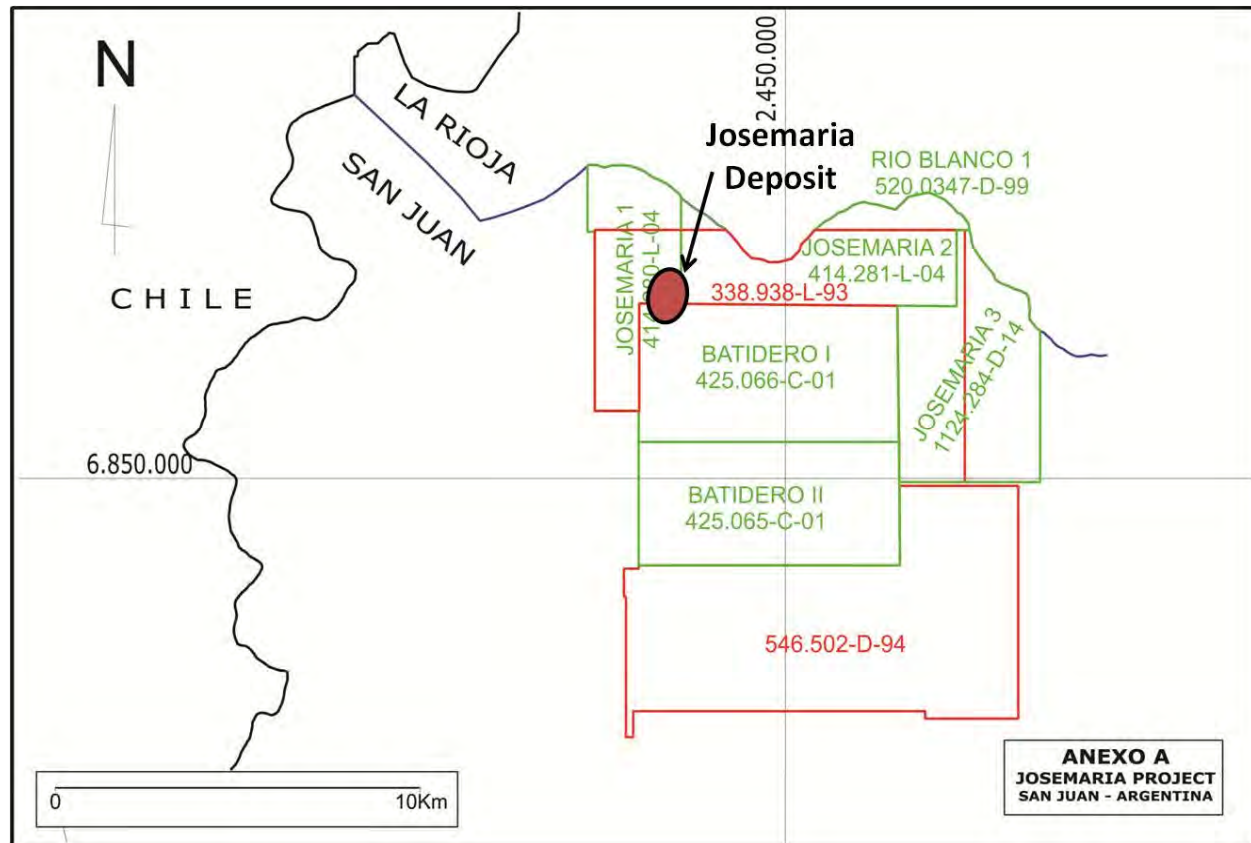 N
2.450.000
LA RIOJA
SAN JUAN
CHILE
Josemaria
Deposit
RIO BLANCO 1
520.0347-D-99
JOSEMARIA 1
JOSEMARIA 2
414.281-L-04
338.938-L-93
JOSEMARIA 3
1124.284-D-14
BATIDERO I
425.066-C-01
6.850.000
BATIDERO II
425.065-C-01
546.502-D-94
0 10Km
ANEXO A
JOSEMARIA PROJECT
SAN JUAN - ARGENTINA